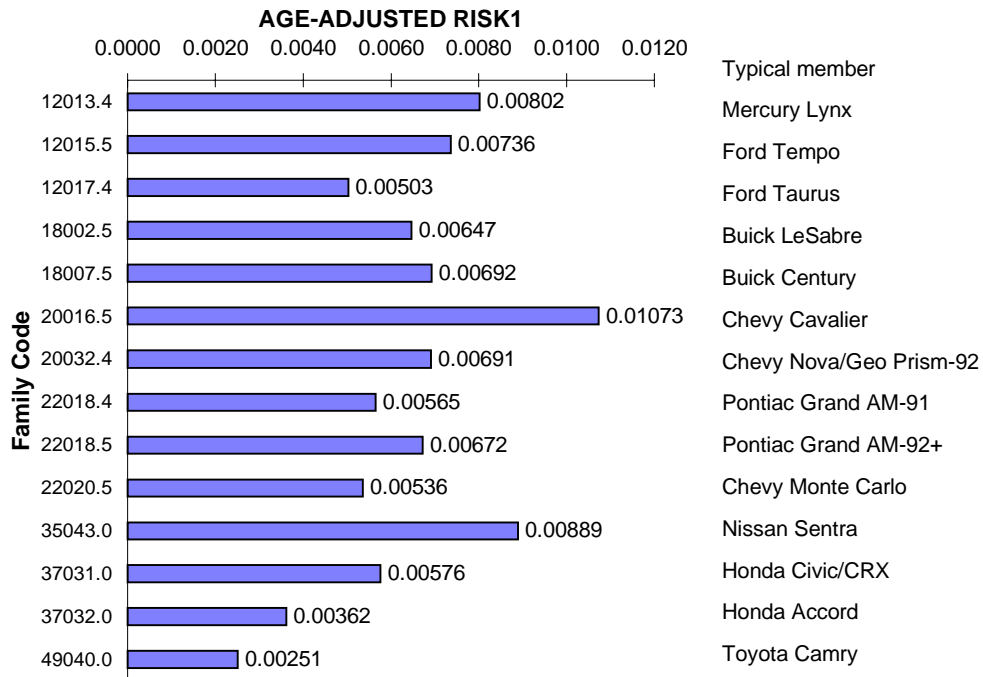 AGE-ADJUSTED RISK1
0.0000 0.0020 0.0040 0.0060 0.0080 0.0100 0.0120
Typical member
12013.4 0.00802 Mercury Lynx
12015.5 0.00736 Ford Tempo
12017.4 0.00503 Ford Taurus
18002.5 0.00647 Buick LeSabre
18007.5 0.00692 Buick Century
20016.5 0.01073 Chevy Cavalier
20032.4 0.00691 Chevy Nova/Geo Prism-92
22018.4 0.00565 Pontiac Grand AM-91
22018.5 0.00672 Pontiac Grand AM-92+
22020.5 0.00536 Chevy Monte Carlo
35043.0 0.00889 Nissan Sentra
37031.0 0.00576 Honda Civic/CRX
37032.0 0.00362 Honda Accord
49040.0 0.00251 Toyota Camry
Family Code